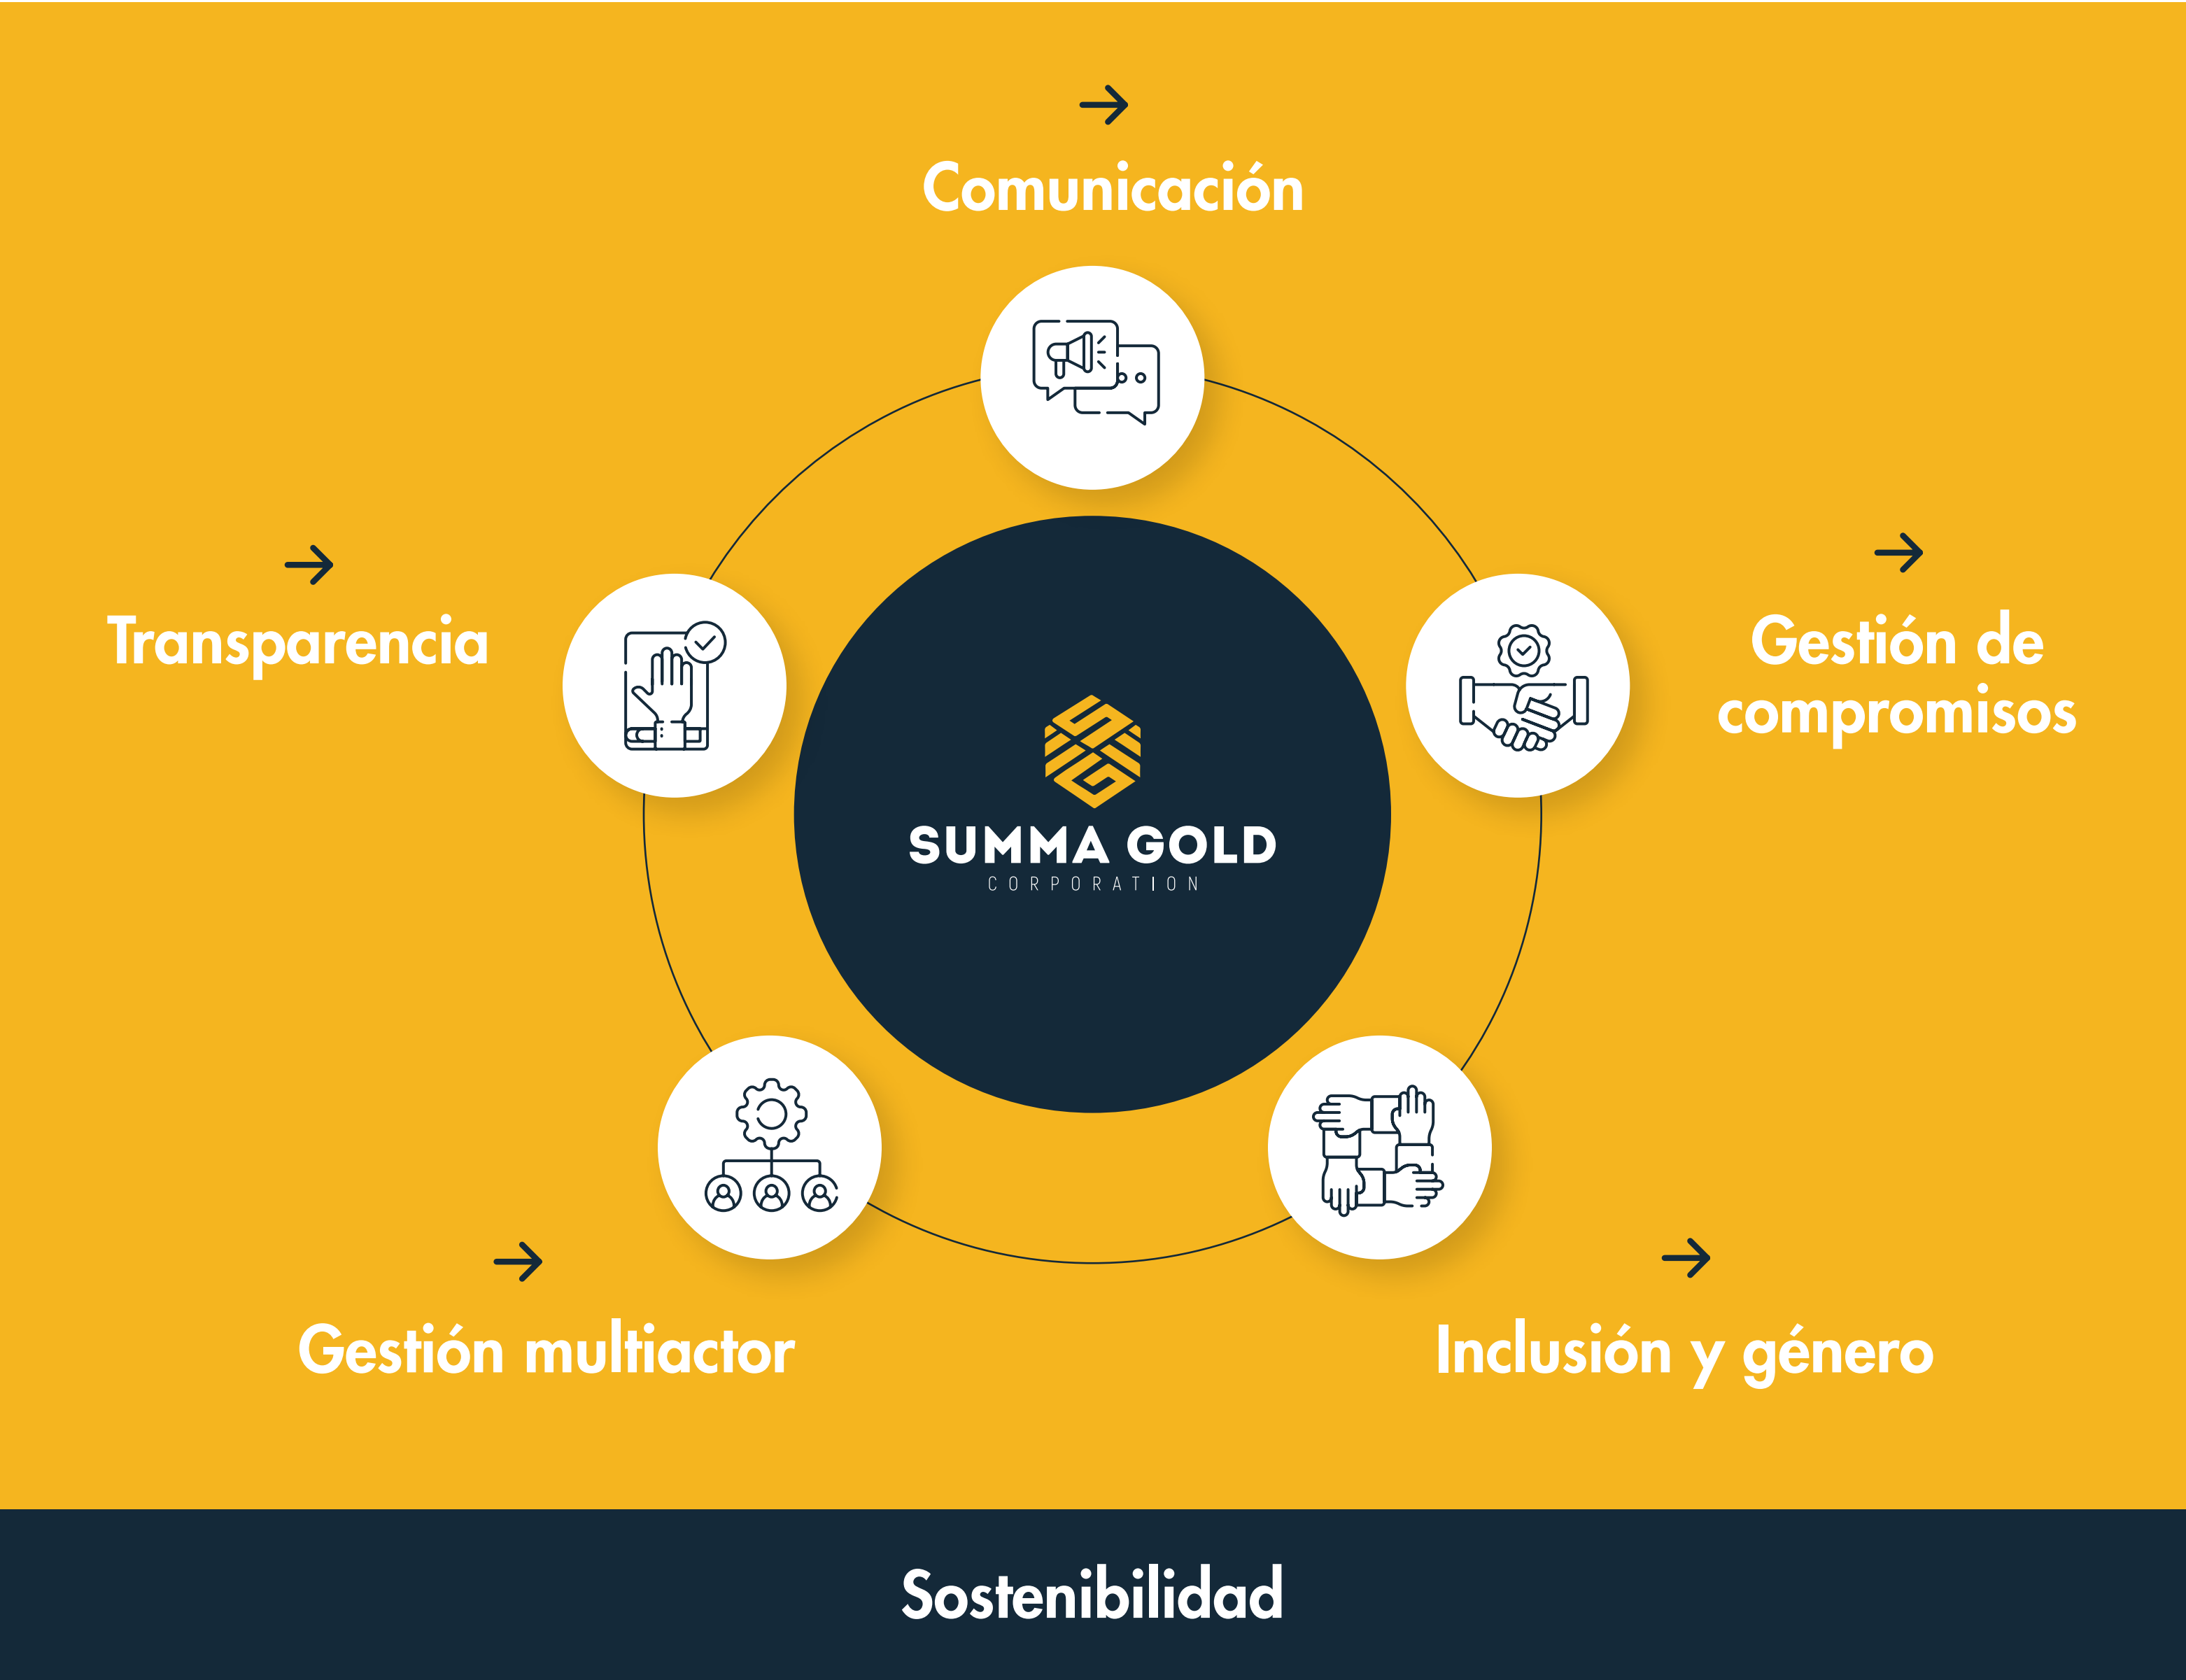 Comunicación
Transparencia
Gestión de
compromisos
SUMMA GOLD
CORPORATION
Gestión multiactor
Inclusión y género
Sostenibilidad